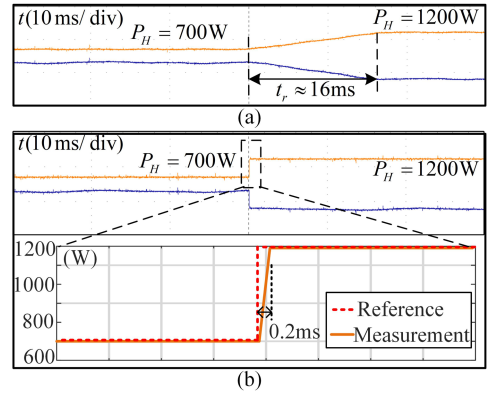 t(10 ms/ div)
P_H = 700W
P_H = 1200W
t_r ≈ 16ms
(a)
t(10 ms/ div)
P_H = 700W
P_H = 1200W
1200
(W)
1000
800
600
0.2ms
Reference
Measurement
(b)